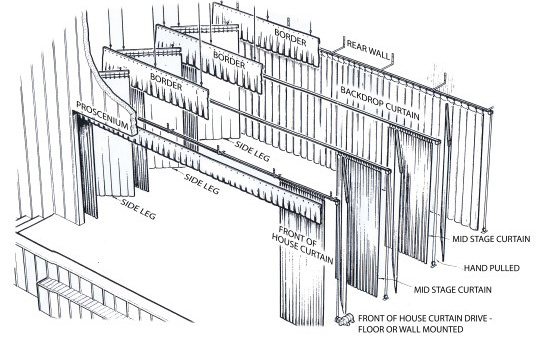 BORDER
REAR WALL
BORDER
BORDER
BACKDROP CURTAIN
PROSCENIUM
SIDE LEG
SIDE LEG
SIDE LEG
FRONT OF
HOUSE CURTAIN
MID STAGE CURTAIN
HAND PULLED
MID STAGE CURTAIN
FRONT OF HOUSE CURTAIN DRIVE -
FLOOR OR WALL MOUNTED